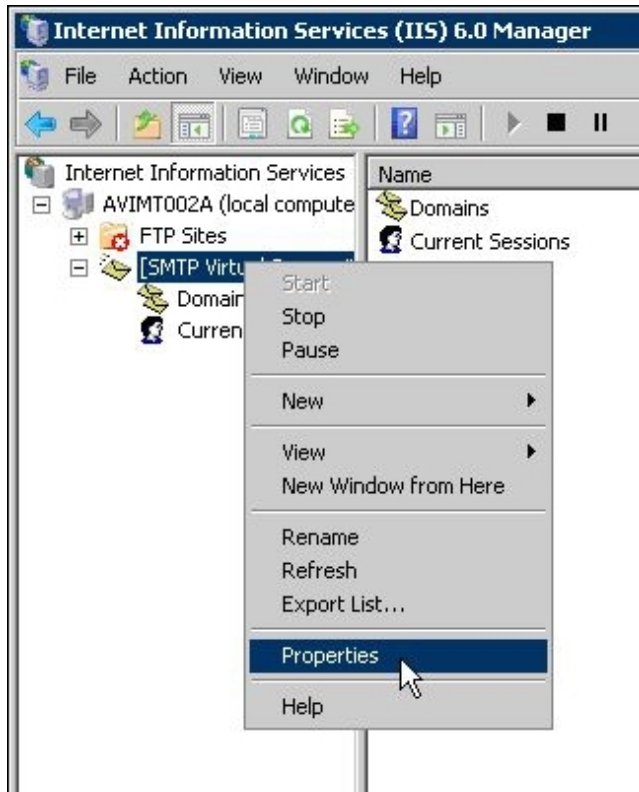 Internet Information Services (IIS) 6.0 Manager
File Action View Window Help
Internet Information Services
AVIMT002A (local compute
FTP Sites
[SMTP Virtu
Domair
Curren
Name
Domains
Current Sessions
Start
Stop
Pause
New
View
New Window from Here
Rename
Refresh
Export List...
Properties
Help